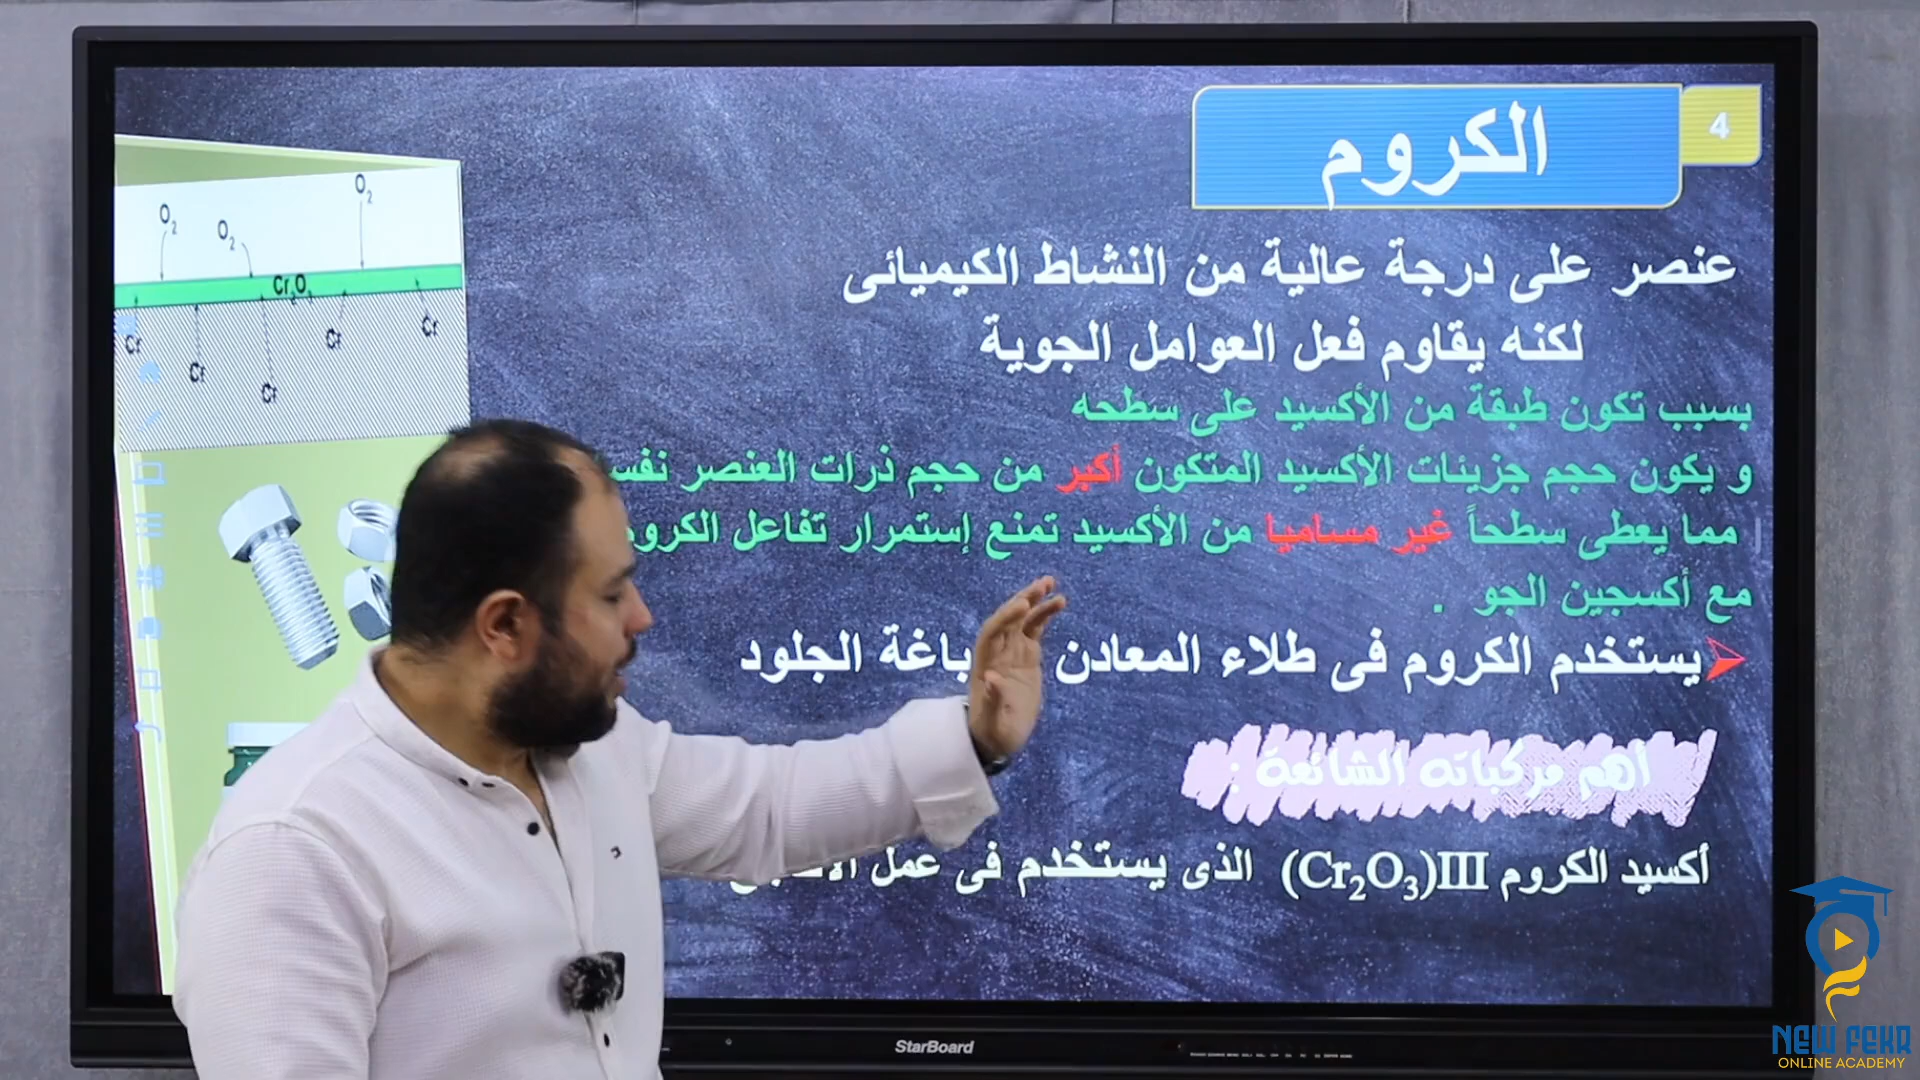 4
الكروم
عنصر على درجة عالية من النشاط الكيميائى
لكنه يقاوم فعل العوامل الجوية
بسبب تكون طبقة من الأكسيد على سطحه
و يكون حجم جزيئات الأكسيد المتكون أكبر من حجم ذرات العنصر
مما يعطى سطحاً غير مساميا من الأكسيد تمنع إستمرار تفاعل الكروم
مع أكسجين الجو .
يستخدم الكروم فى طلاء المعادن الجلود
أهم مركباته الشائعة :
أكسيد الكروم III(Cr2O3) الذى يستخدم فى عمل
O2
O2
O2
Cr2O3
Cr
Cr
Cr
Cr
Cr
StarBoard
NEW FEKR
ONLINE ACADEMY